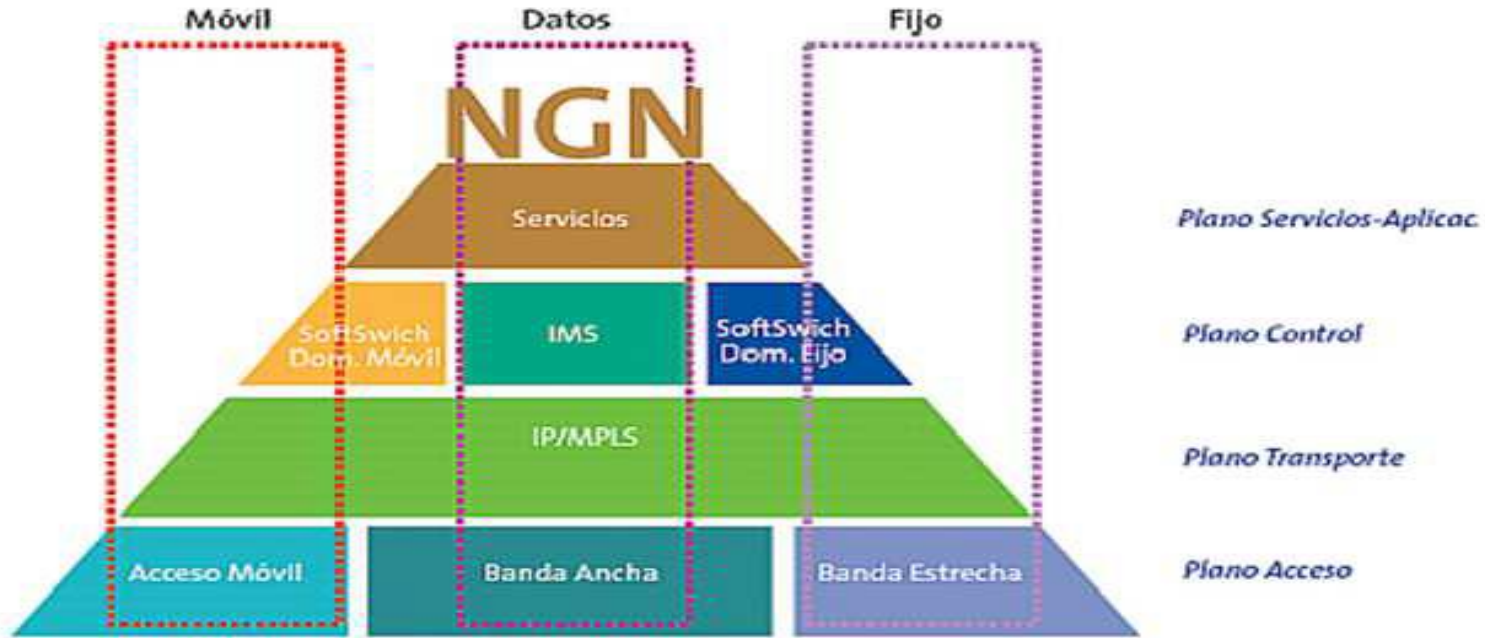 Móvil Datos Fijo
NGN
Servicios Plano Servicios-Aplicac.
SoftSwich
Dom. Móvil
IMS
SoftSwich
Dom. Fijo
Plano Control
IP/MPLS
Plano Transporte
Acceso Móvil Banda Ancha Banda Estrecha Plano Acceso